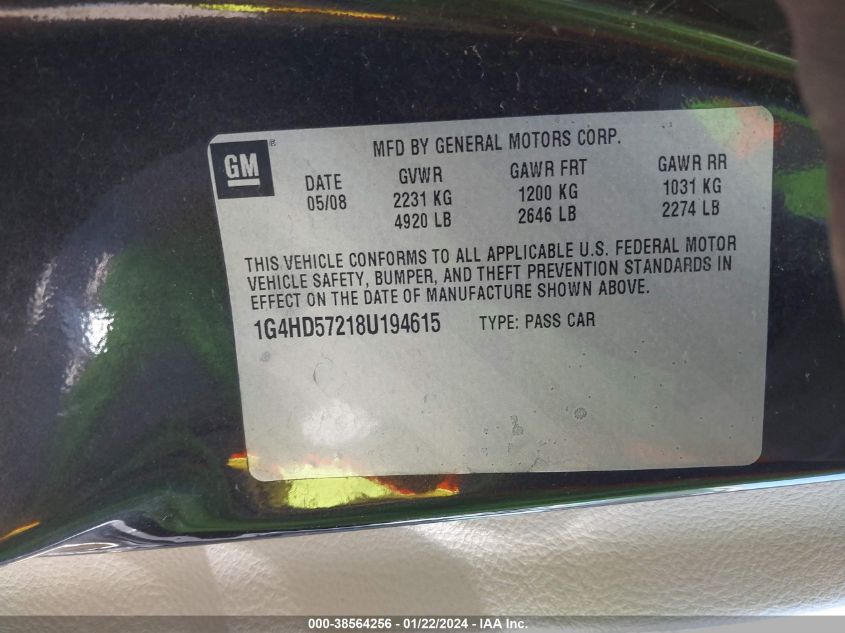 GM®
MFD BY GENERAL MOTORS CORP.
DATE GVWR GAWR FRT GAWR RR
05/08 2231 KG 1200 KG 1031 KG
4920 LB 2646 LB 2274 LB
THIS VEHICLE CONFORMS TO ALL APPLICABLE U.S. FEDERAL MOTOR
VEHICLE SAFETY, BUMPER, AND THEFT PREVENTION STANDARDS IN
EFFECT ON THE DATE OF MANUFACTURE SHOWN ABOVE.
1G4HD57218U194615 TYPE: PASS CAR
000-38564256 - 01/22/2024 - IAA Inc.